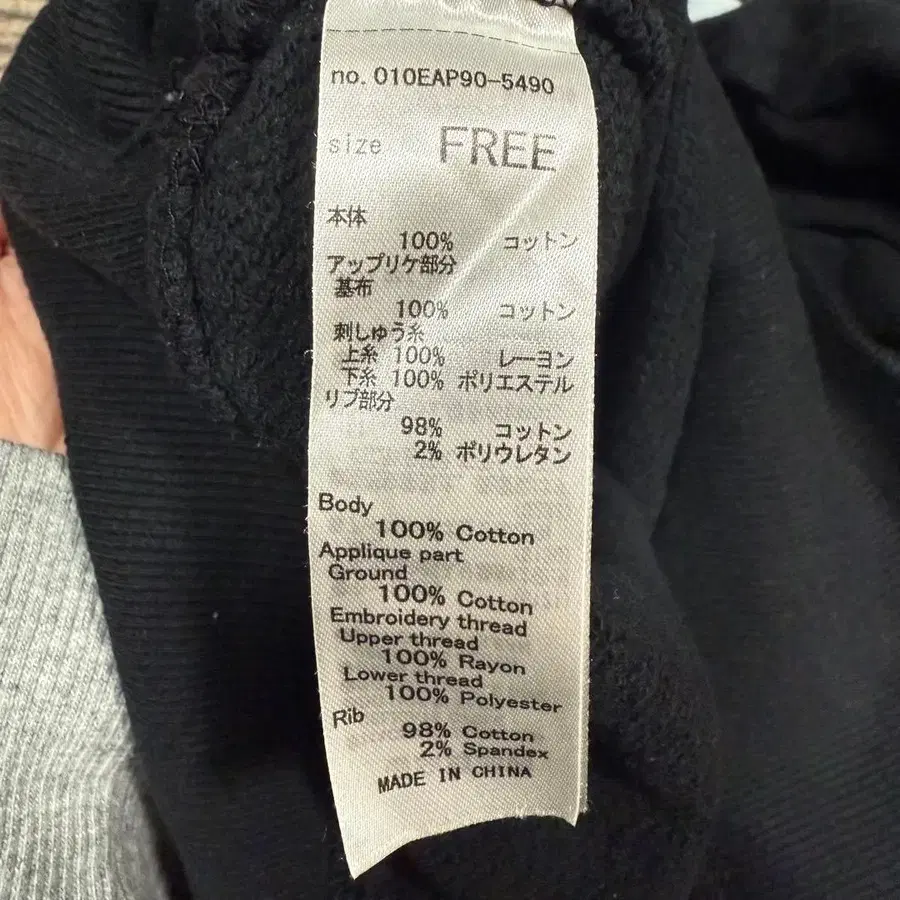 no. 010EAP90-5490
size FREE
本体
100% コットン
アップリケ部分
基布
100% コットン
刺しゅう糸
上糸 100% レーヨン
下糸 100% ポリエステル
リブ部分
98% コットン
2% ポリウレタン
Body
100% Cotton
Applique part
Ground
100% Cotton
Embroidery thread
Upper thread
100% Rayon
Lower thread
100% Polyester
Rib
98% Cotton
2% Spandex
MADE IN CHINA